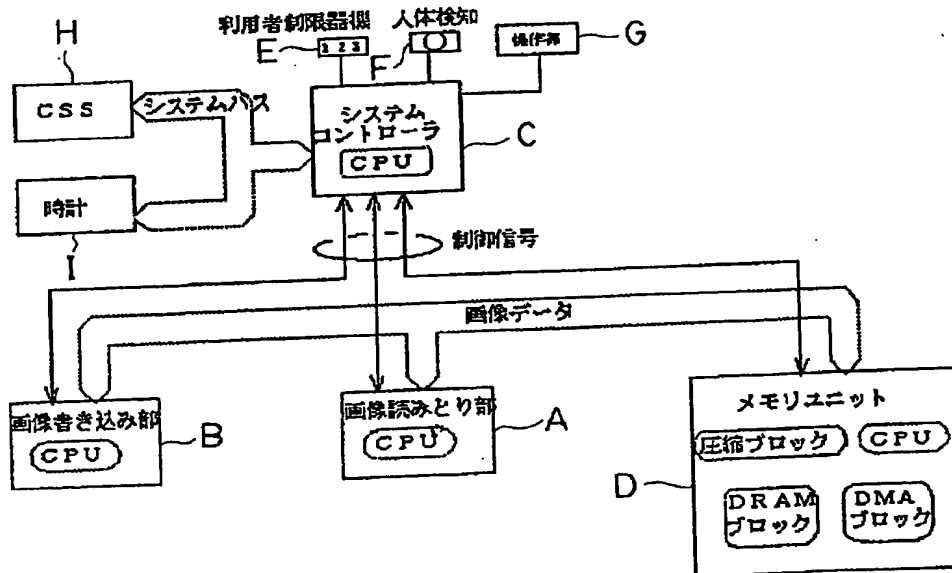 利用者制限器機
人体検知
H
E
1 2 3
F
操作部
G
CSS
システムバス
システム
コントローラ
CPU
C
時計
I
制御信号
画像データ
画像書き込み部
CPU
B
画像読みとり部
CPU
A
メモリユニット
圧縮ブロック
CPU
D
DRAM
ブロック
DMA
ブロック